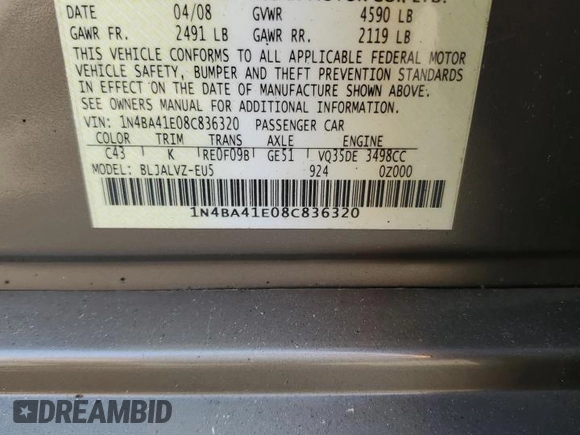 DATE 04/08 GVWR 4590 LB
GAWR FR. 2491 LB GAWR RR. 2119 LB
THIS VEHICLE CONFORMS TO ALL APPLICABLE FEDERAL MOTOR
VEHICLE SAFETY, BUMPER AND THEFT PREVENTION STANDARDS
IN EFFECT ON THE DATE OF MANUFACTURE SHOWN ABOVE.
SEE OWNERS MANUAL FOR ADDITIONAL INFORMATION.
VIN: 1N4BA41E08C836320 PASSENGER CAR
COLOR TRIM TRANS AXLE ENGINE
C43 K RE0F09B GE51 VQ35DE 3498CC
MODEL: BLJALVZ-EU5 924 0Z000
1N4BA41E08C836320
DREAMBID